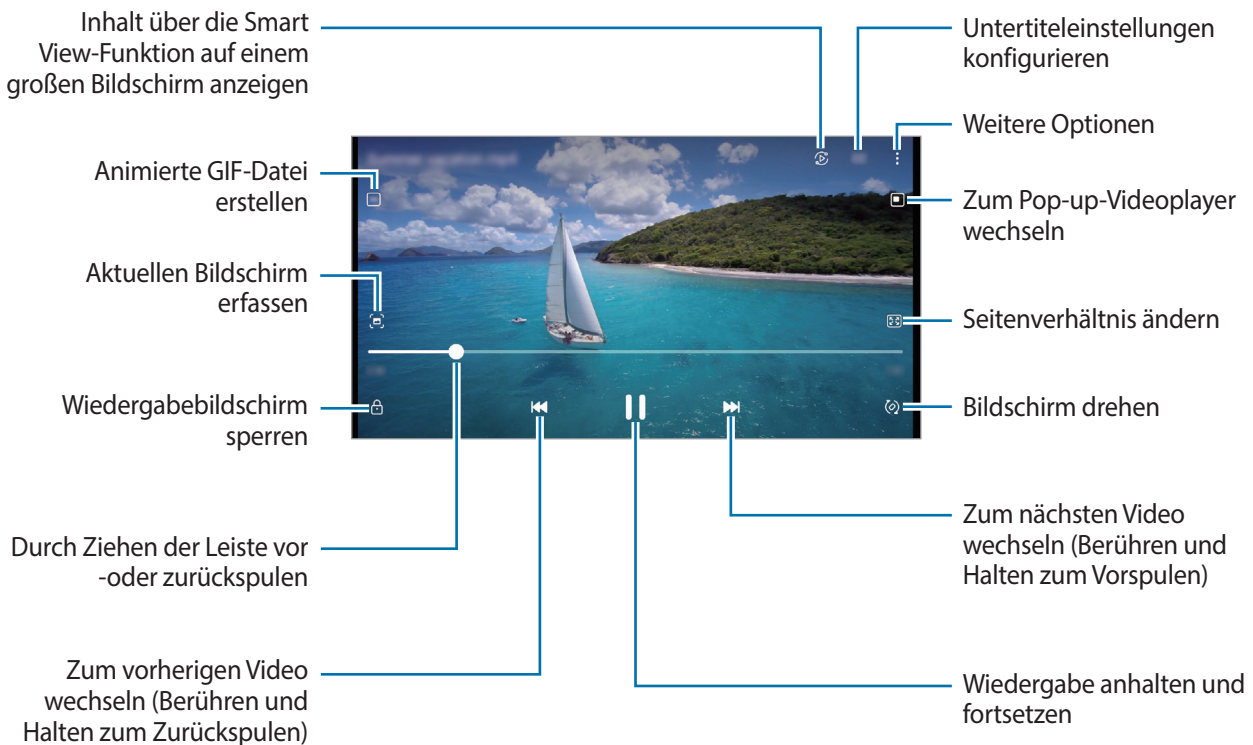 Inhalt über die Smart
View-Funktion auf einem
großen Bildschirm anzeigen
Animierte GIF-Datei
erstellen
Aktuellen Bildschirm
erfassen
Wiedergabebildschirm
sperren
Durch Ziehen der Leiste vor
-oder zurückspulen
Zum vorherigen Video
wechseln (Berühren und
Halten zum Zurückspulen)
Untertiteleinstellungen
konfigurieren
Weitere Optionen
Zum Pop-up-Videoplayer
wechseln
Seitenverhältnis ändern
Bildschirm drehen
Zum nächsten Video
wechseln (Berühren und
Halten zum Vorspulen)
Wiedergabe anhalten und
fortsetzen